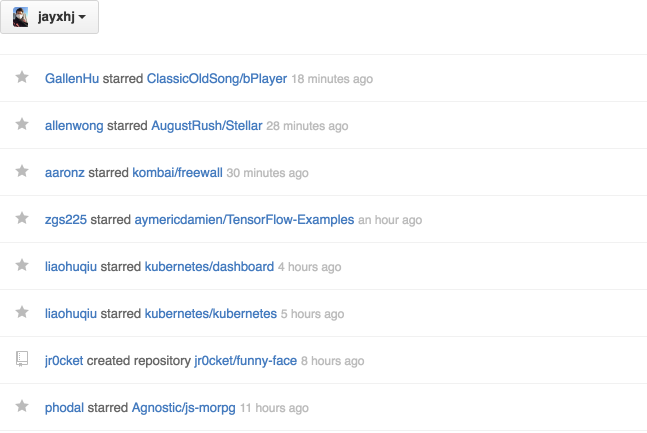 jayxhj
GallenHu starred ClassicOldSong/bPlayer 18 minutes ago
allenwong starred AugustRush/Stellar 28 minutes ago
aaronz starred kombai/freewall 30 minutes ago
zgs225 starred aymericdamien/TensorFlow-Examples an hour ago
liaohuqiu starred kubernetes/dashboard 4 hours ago
liaohuqiu starred kubernetes/kubernetes 5 hours ago
jr0cket created repository jr0cket/funny-face 8 hours ago
phodal starred Agnostic/js-morpg 11 hours ago